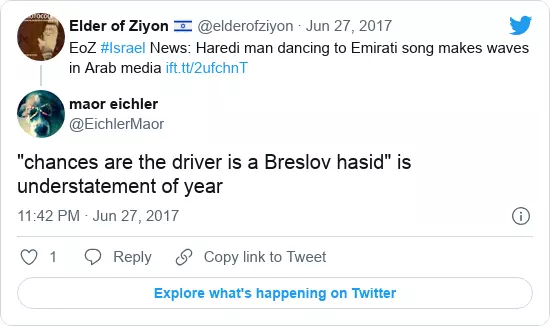 Elder of Ziyon 🇮🇱 @elderofziyon · Jun 27, 2017
EoZ #Israel News: Haredi man dancing to Emirati song makes waves
in Arab media ift.tt/2ufchnT
maor eichler
@EichlerMaor
"chances are the driver is a Breslov hasid" is
understatement of year
11:42 PM · Jun 27, 2017
1 Reply Copy link to Tweet
Explore what's happening on Twitter